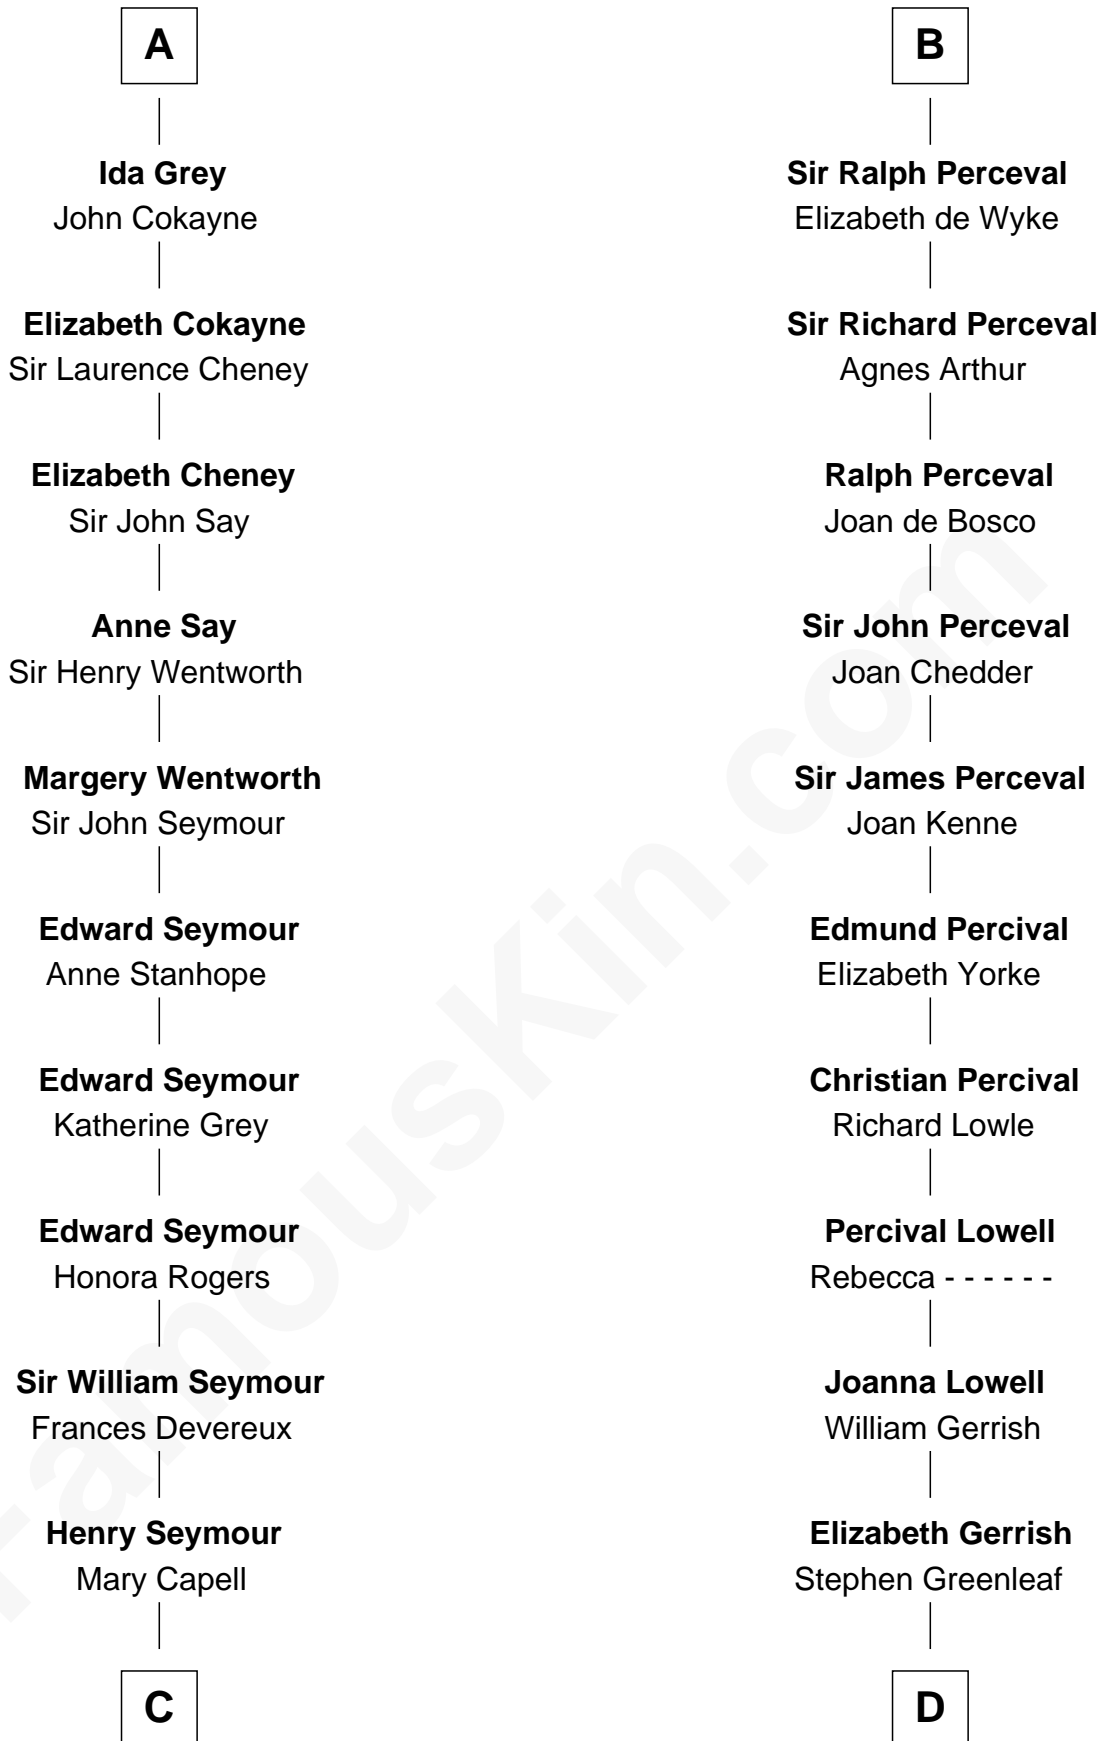 A
Ida Grey
John Cokayne
Elizabeth Cokayne
Sir Laurence Cheney
Elizabeth Cheney
Sir John Say
Anne Say
Sir Henry Wentworth
Margery Wentworth
Sir John Seymour
Edward Seymour
Anne Stanhope
Edward Seymour
Katherine Grey
Edward Seymour
Honora Rogers
Sir William Seymour
Frances Devereux
Henry Seymour
Mary Capell
C
B
Sir Ralph Perceval
Elizabeth de Wyke
Sir Richard Perceval
Agnes Arthur
Ralph Perceval
Joan de Bosco
Sir John Perceval
Joan Chedder
Sir James Perceval
Joan Kenne
Edmund Percival
Elizabeth Yorke
Christian Percival
Richard Lowle
Percival Lowell
Rebecca - - - - - -
Joanna Lowell
William Gerrish
Elizabeth Gerrish
Stephen Greenleaf
D
FamousKin.com